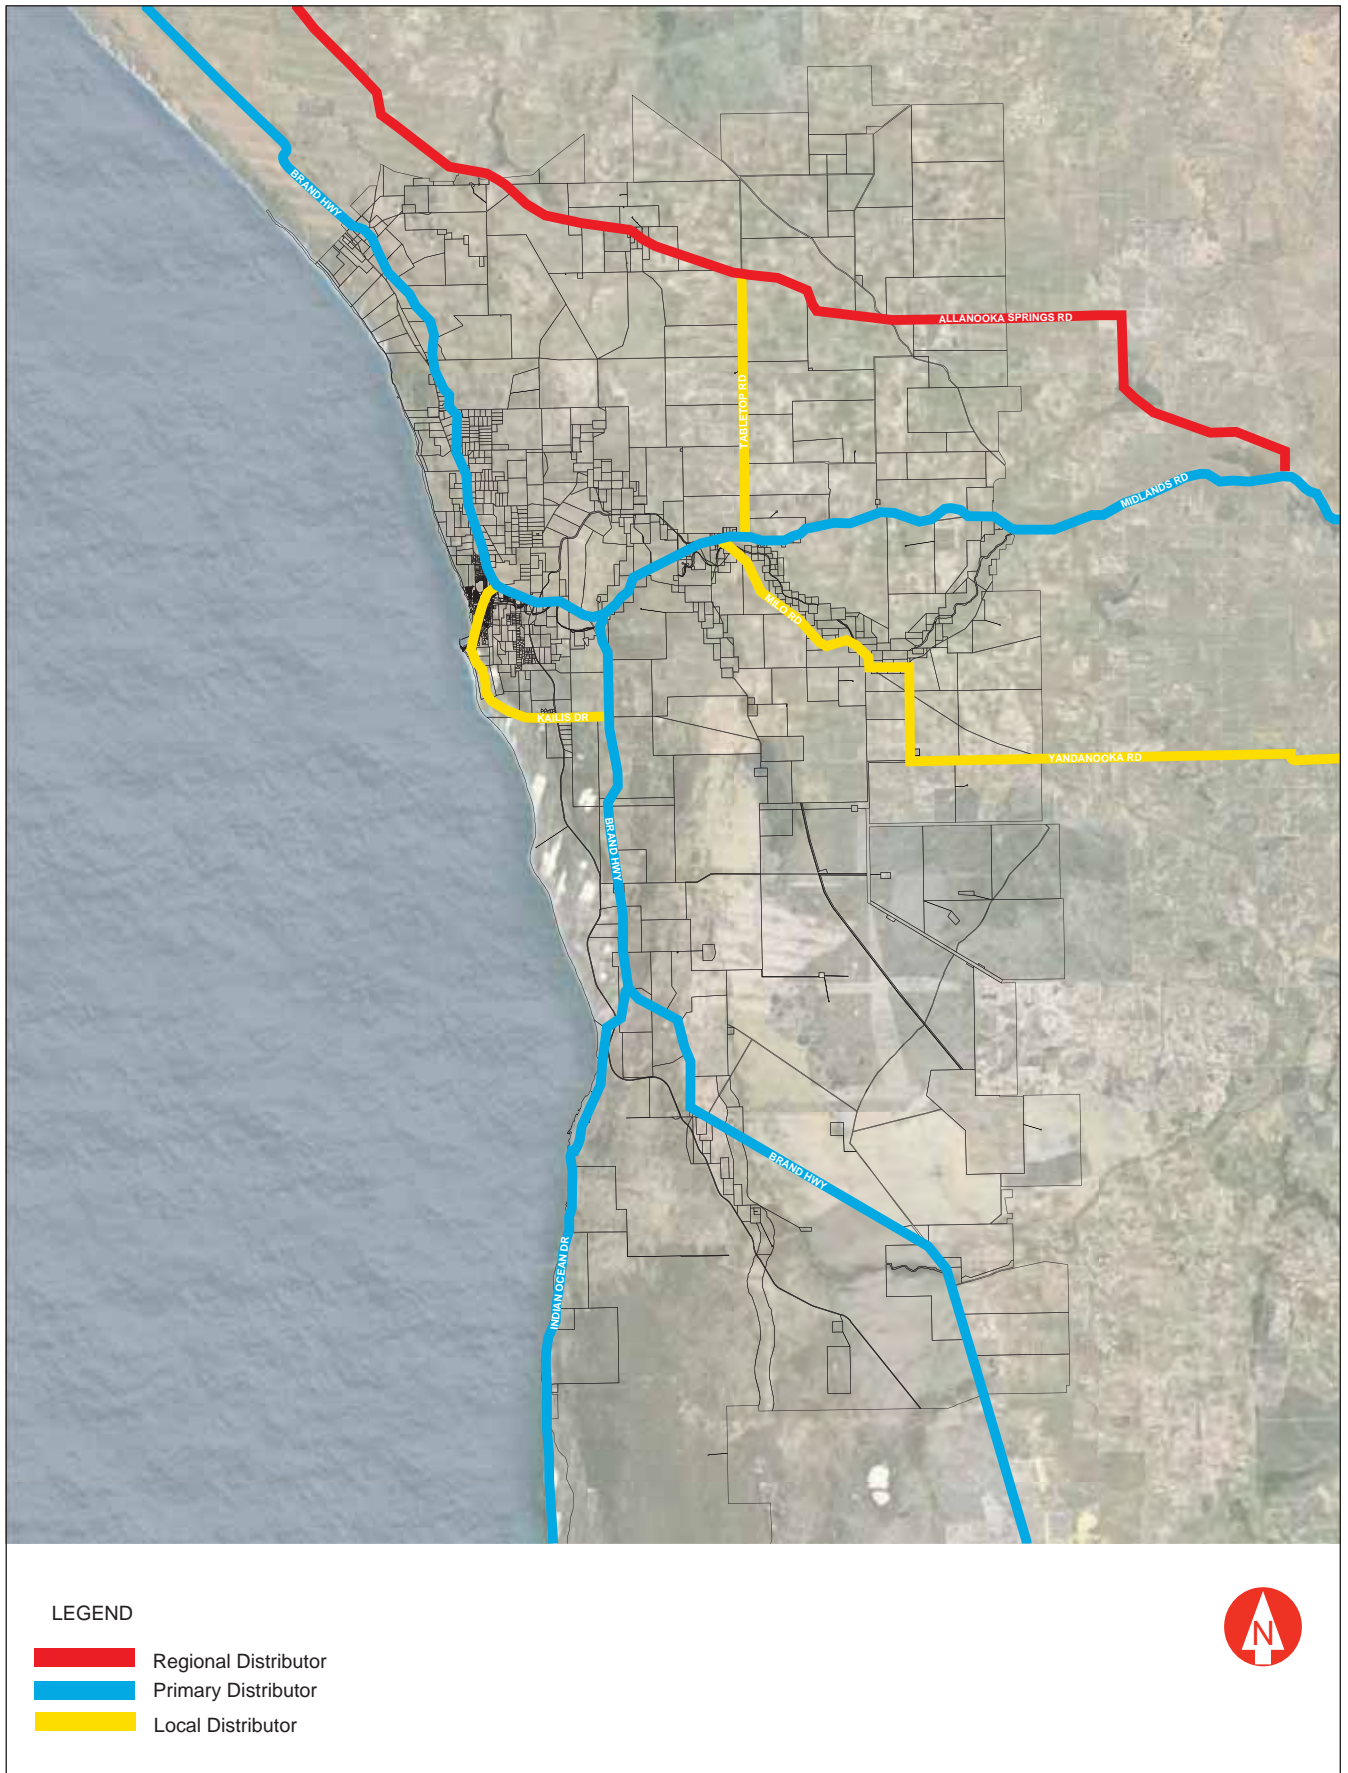 BRAND HWY
ALLANOOKA SPRINGS RD
TABLETOP RD
MIDLANDS RD
MILO RD
KAILIS DR
YANDANOOKA RD
BRAND HWY
BRAND HWY
INDIAN OCEAN DR
LEGEND
N
Regional Distributor
Primary Distributor
Local Distributor